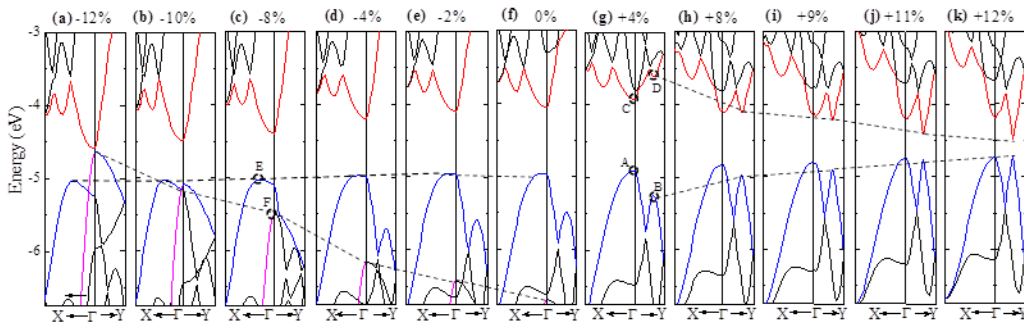 (a) -12% (b) -10% (c) -8% (d) -4% (e) -2% (f) 0% (g) +4% (h) +8% (i) +9% (j) +11% (k) +12%
-3
-4
-5
-6
Energy (eV)
E
F
C
D
A
B
X Γ Y X Γ Y X Γ Y X Γ Y X Γ Y X Γ Y X Γ Y X Γ Y X Γ Y X Γ Y X Γ Y